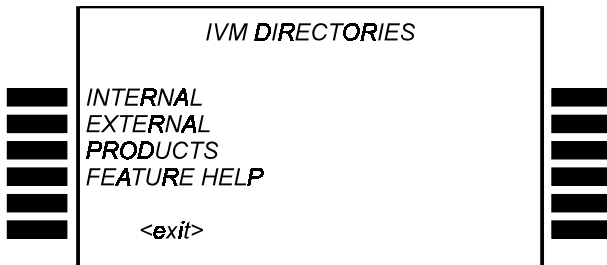 IVM DIRECTORIES
INTERNAL
EXTERNAL
PRODUCTS
FEATURE HELP
<exit>